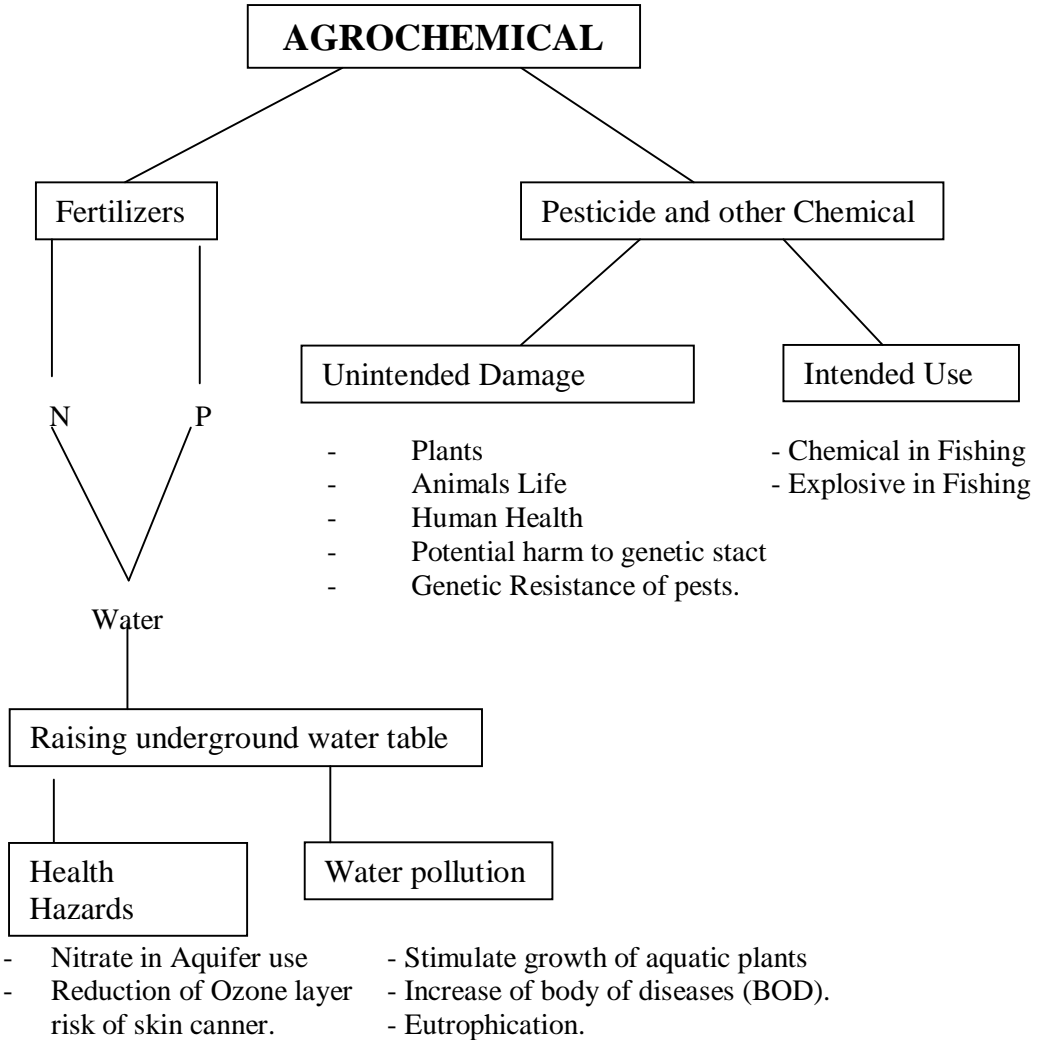 AGROCHEMICAL
Fertilizers
Pesticide and other Chemical
Unintended Damage
Intended Use
N
P
- Plants
- Animals Life
- Human Health
- Potential harm to genetic stact
- Genetic Resistance of pests.
- Chemical in Fishing
- Explosive in Fishing
Water
Raising underground water table
Health
Hazards
Water pollution
- Nitrate in Aquifer use
- Reduction of Ozone layer
risk of skin canner.
- Stimulate growth of aquatic plants
- Increase of body of diseases (BOD).
- Eutrophication.